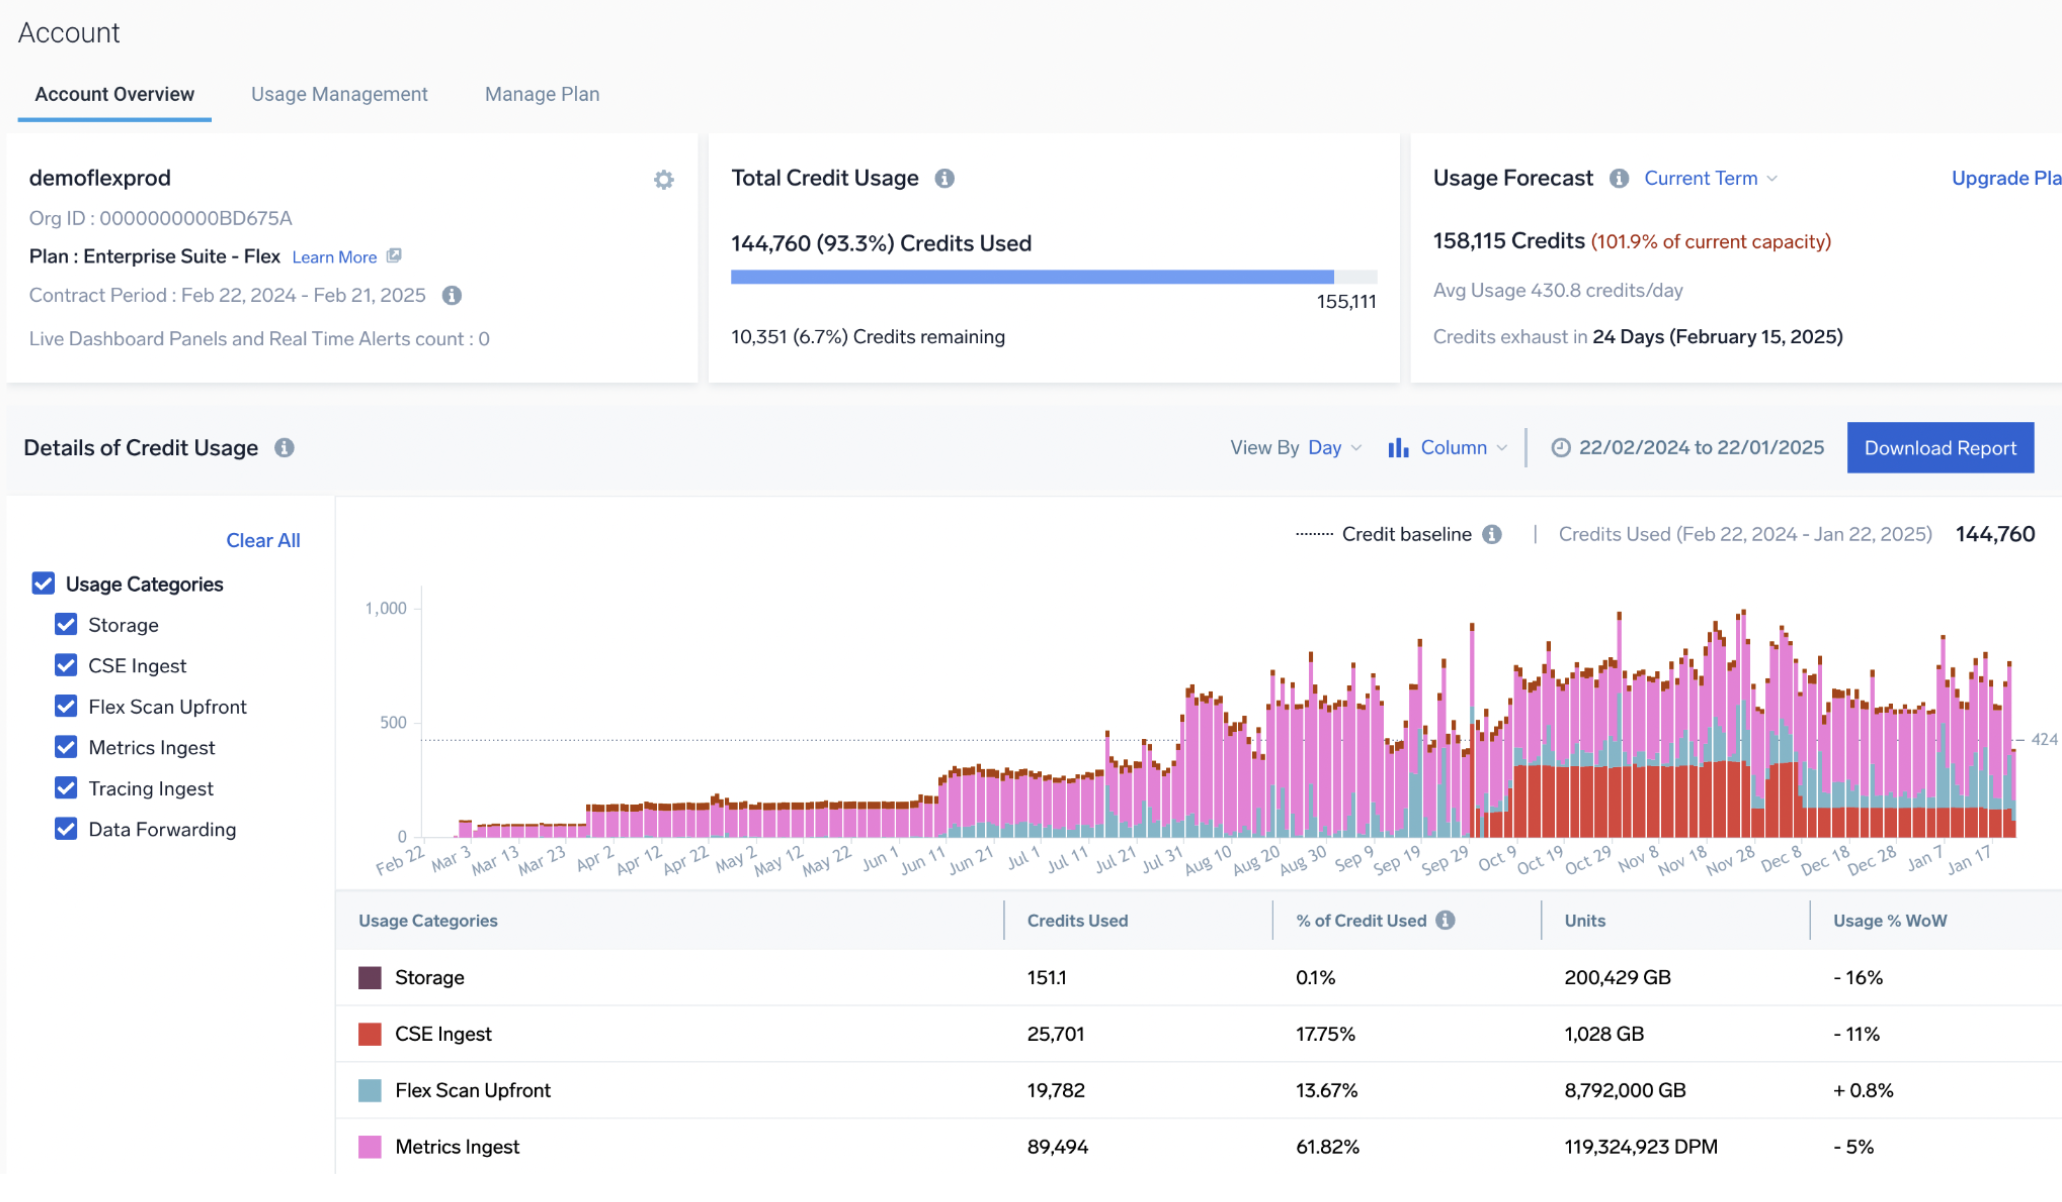 Account
Account Overview Usage Management Manage Plan
demoflexprod
Org ID : 0000000000BD675A
Plan : Enterprise Suite - Flex Learn More
Contract Period : Feb 22, 2024 - Feb 21, 2025
Live Dashboard Panels and Real Time Alerts count : 0
Total Credit Usage
144,760 (93.3%) Credits Used
155,111
10,351 (6.7%) Credits remaining
Usage Forecast Current Term Upgrade Pla
158,115 Credits (101.9% of current capacity)
Avg Usage 430.8 credits/day
Credits exhaust in 24 Days (February 15, 2025)
Details of Credit Usage View By Day Column 22/02/2024 to 22/01/2025 Download Report
Clear All
Usage Categories
Storage
CSE Ingest
Flex Scan Upfront
Metrics Ingest
Tracing Ingest
Data Forwarding
Credit baseline | Credits Used (Feb 22, 2024 - Jan 22, 2025) 144,760
1,000
500
424
0
Feb 22 Mar 3 Mar 13 Mar 23 Apr 2 Apr 12 Apr 22 May 2 May 12 May 22 Jun 1 Jun 11 Jun 21 Jul 1 Jul 11 Jul 21 Jul 31 Aug 10 Aug 20 Aug 30 Sep 9 Sep 19 Sep 29 Oct 9 Oct 19 Oct 29 Nov 8 Nov 18 Nov 28 Dec 8 Dec 18 Dec 28 Jan 7 Jan 17
Usage Categories Credits Used % of Credit Used Units Usage % WoW
Storage 151.1 0.1% 200,429 GB - 16%
CSE Ingest 25,701 17.75% 1,028 GB - 11%
Flex Scan Upfront 19,782 13.67% 8,792,000 GB + 0.8%
Metrics Ingest 89,494 61.82% 119,324,923 DPM - 5%